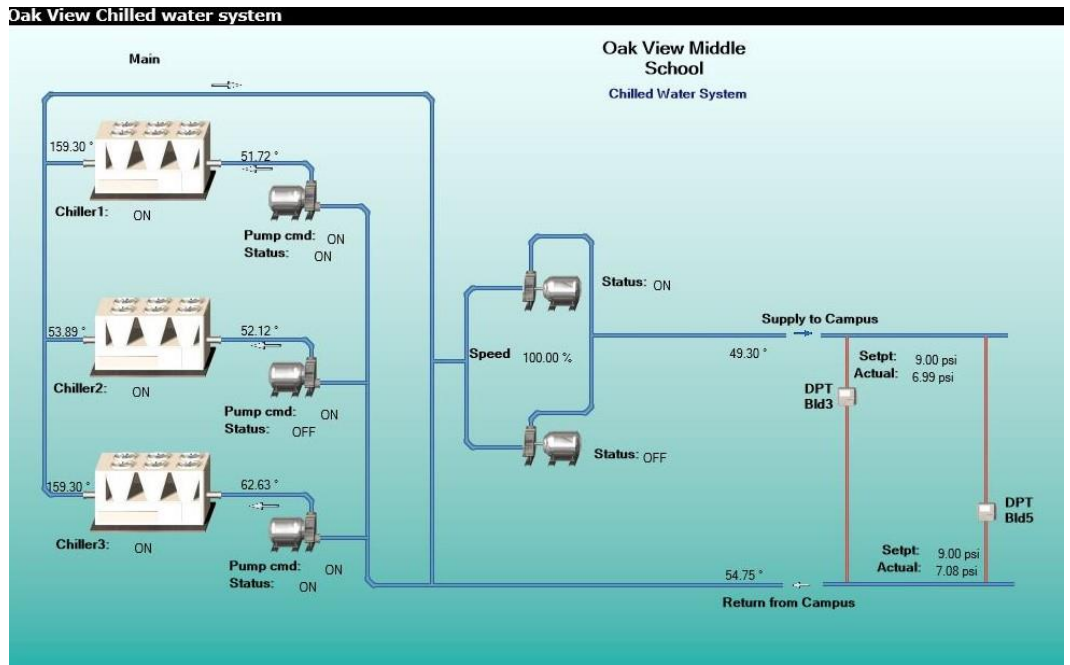 Oak View Chilled water system
Main
Oak View Middle
School
Chilled Water System
159.30 °
51.72 °
Chiller1: ON
Pump cmd: ON
Status: ON
53.89 °
52.12 °
Chiller2: ON
Pump cmd: ON
Status: OFF
159.30 °
62.63 °
Chiller3: ON
Pump cmd: ON
Status: ON
Status: ON
Speed 100.00 %
Status: OFF
Supply to Campus
49.30 °
Setpt: 9.00 psi
Actual: 6.99 psi
DPT
Bld3
DPT
Bld5
Setpt: 9.00 psi
Actual: 7.08 psi
54.75 °
Return from Campus